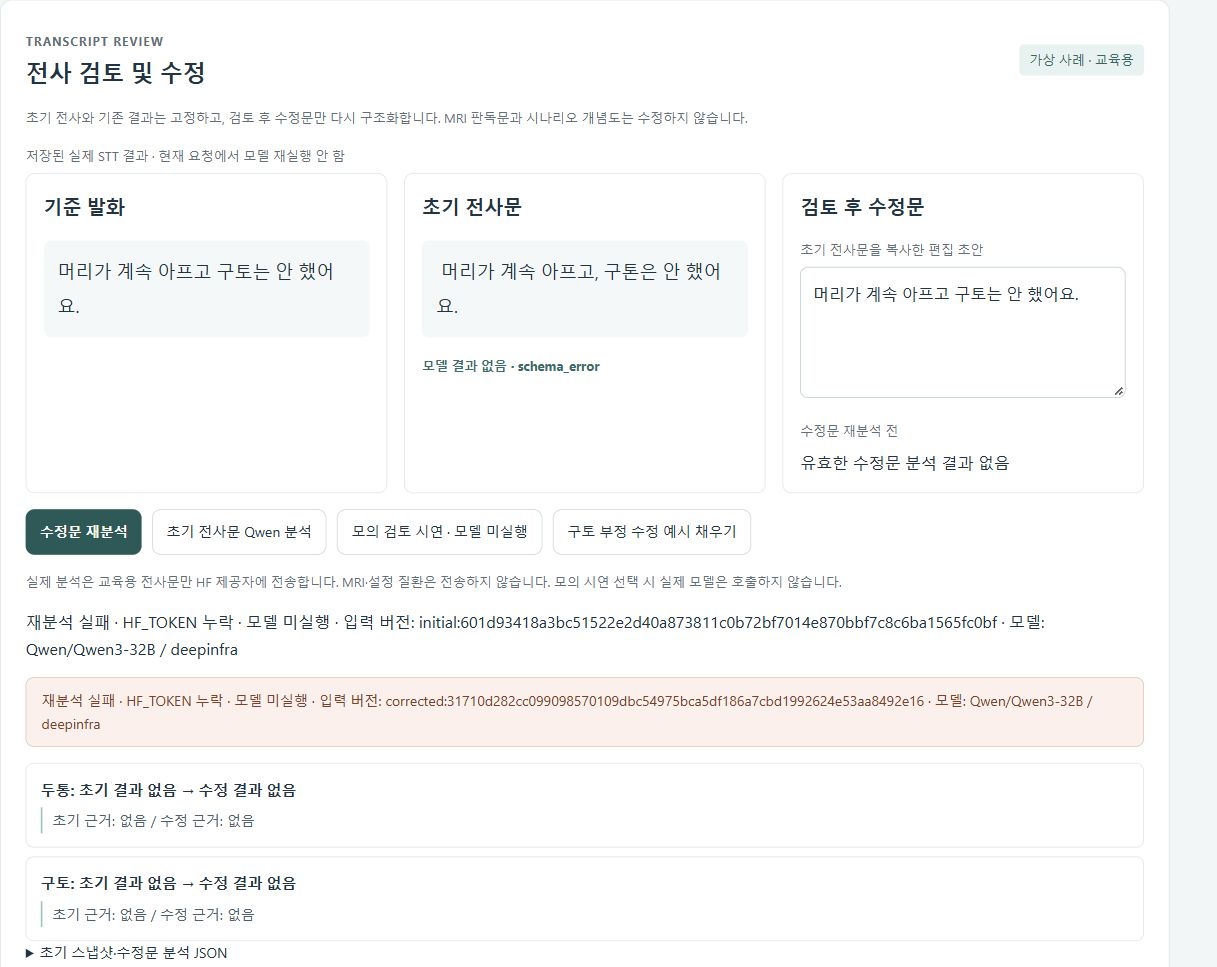 TRANSCRIPT REVIEW
전사 검토 및 수정
가상 사례 · 교육용
초기 전사와 기존 결과는 고정하고, 검토 후 수정문만 다시 구조화합니다. MRI 판독문과 시나리오 개념도는 수정하지 않습니다.
저장된 실제 STT 결과 · 현재 요청에서 모델 재실행 안 함
기준 발화
머리가 계속 아프고 구토는 안 했어
요.
초기 전사문
머리가 계속 아프고, 구톤은 안 했어
요.
모델 결과 없음 · schema_error
검토 후 수정문
초기 전사문을 복사한 편집 초안
머리가 계속 아프고 구토는 안 했어요.
수정문 재분석 전
유효한 수정문 분석 결과 없음
수정문 재분석
초기 전사문 Qwen 분석
모의 검토 시연 · 모델 미실행
구토 부정 수정 예시 채우기
실제 분석은 교육용 전사문만 HF 제공자에 전송합니다. MRI·설정 질환은 전송하지 않습니다. 모의 시연 선택 시 실제 모델은 호출하지 않습니다.
재분석 실패 · HF_TOKEN 누락 · 모델 미실행 · 입력 버전: initial:601d93418a3bc51522e2d40a873811c0b72bf7014e870bbf7c8c6ba1565fc0bf · 모델:
Qwen/Qwen3-32B / deepinfra
재분석 실패 · HF_TOKEN 누락 · 모델 미실행 · 입력 버전: corrected:31710d282cc099098570109dbc54975bca5df186a7cbd1992624e53aa8492e16 · 모델: Qwen/Qwen3-32B /
deepinfra
두통: 초기 결과 없음 → 수정 결과 없음
초기 근거: 없음 / 수정 근거: 없음
구토: 초기 결과 없음 → 수정 결과 없음
초기 근거: 없음 / 수정 근거: 없음
▶ 초기 스냅샷·수정문 분석 JSON